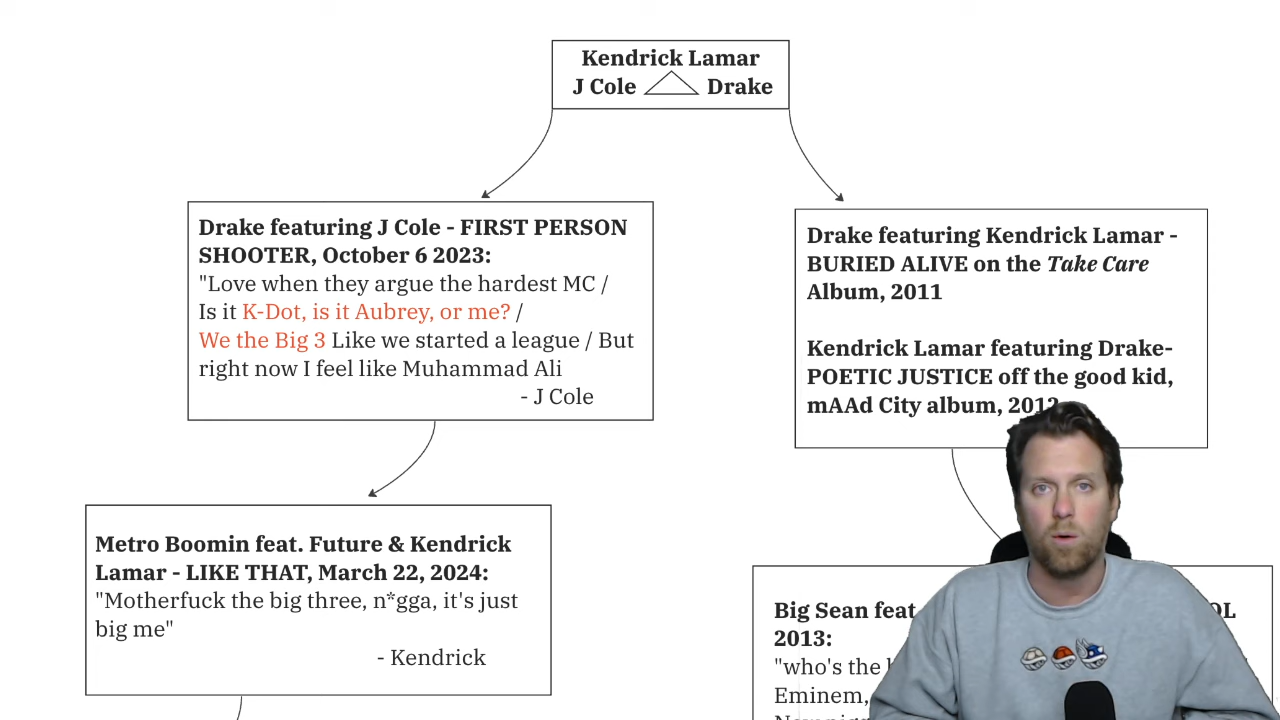 Kendrick Lamar
J Cole Drake
Drake featuring J Cole - FIRST PERSON
SHOOTER, October 6 2023:
"Love when they argue the hardest MC /
Is it K-Dot, is it Aubrey, or me? /
We the Big 3 Like we started a league / But
right now I feel like Muhammad Ali
- J Cole
Drake featuring Kendrick Lamar -
BURIED ALIVE on the Take Care
Album, 2011
Kendrick Lamar featuring Drake-
POETIC JUSTICE off the good kid,
mAAd City album, 2012
Metro Boomin feat. Future & Kendrick
Lamar - LIKE THAT, March 22, 2024:
"Motherfuck the big three, n*gga, it's just
big me"
- Kendrick
Big Sean feat
2013:
"who's the
Eminem,